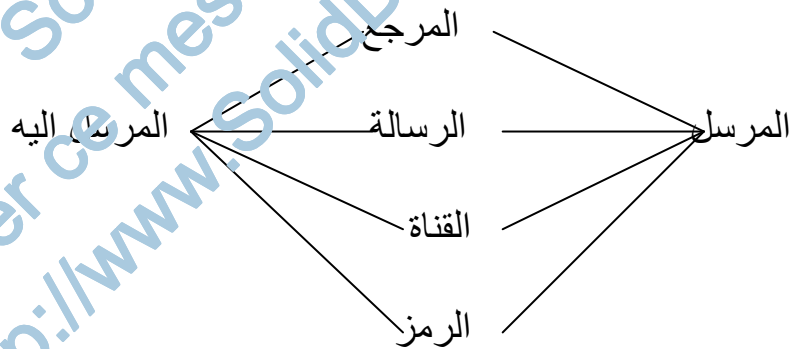 المرجع
المرسل الرسالة المرسل اليه
القناة
الرمز